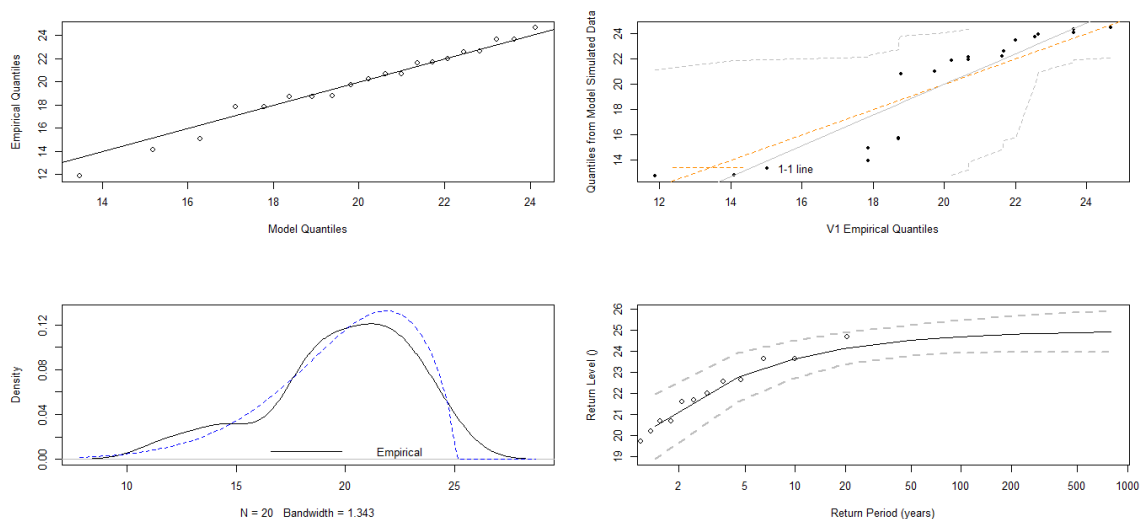 Empirical Quantiles
24
22
20
18
16
14
12
14 16 18 20 22 24
Model Quantiles
Quantiles from Model Simulated Data
24
22
20
18
16
14
1-1 line
12 14 16 18 20 22 24
V1 Empirical Quantiles
Density
0.12
0.08
0.04
0.00
Empirical
10 15 20 25
N = 20 Bandwidth = 1.343
Return Level ()
26
25
24
23
22
21
20
19
2 5 10 20 50 100 200 500 1000
Return Period (years)